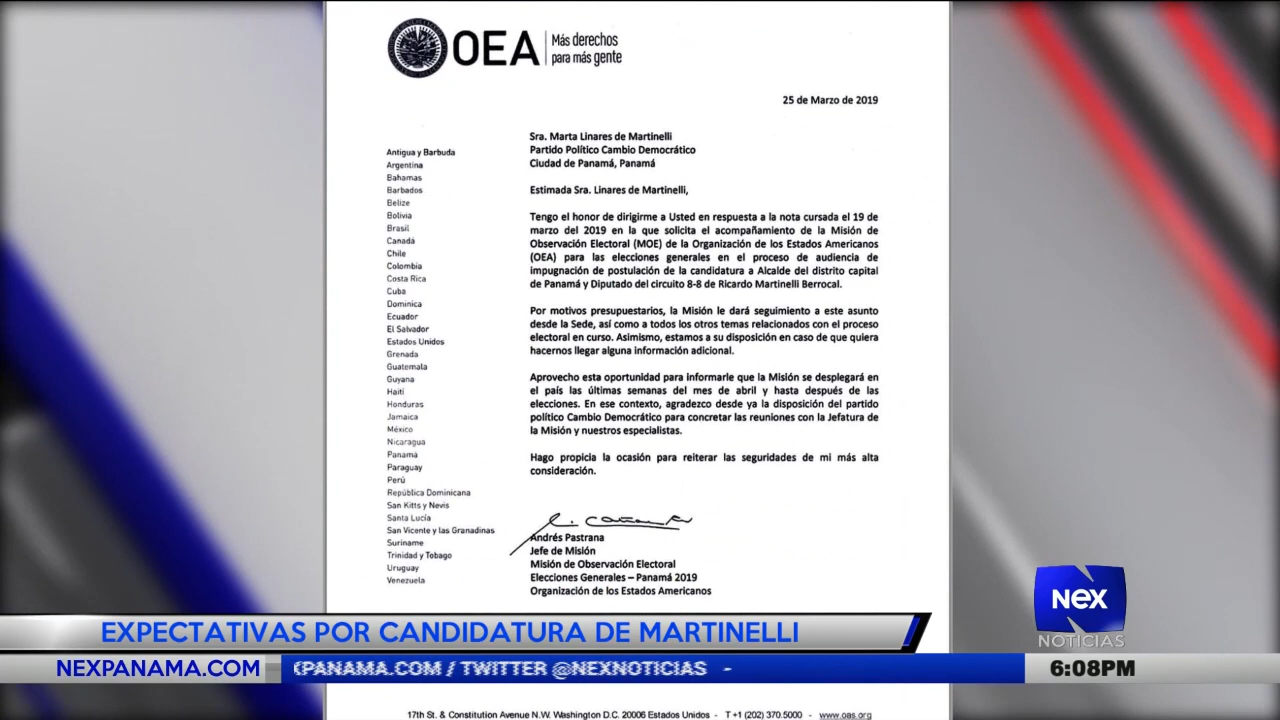 OEA
Más derechos
para más gente
25 de Marzo de 2019
Sra. Marta Linares de Martinelli
Partido Político Cambio Democrático
Ciudad de Panamá, Panamá
Estimada Sra. Linares de Martinelli,
Tengo el honor de dirigirme a Usted en respuesta a la nota cursada el 19 de
marzo del 2019 en la que solicita el acompañamiento de la Misión de
Observación Electoral (MOE) de la Organización de los Estados Americanos
(OEA) para las elecciones generales en el proceso de audiencia de
impugnación de postulación de la candidatura a Alcalde del distrito capital
de Panamá y Diputado del circuito 8-8 de Ricardo Martinelli Berrocal.
Por motivos presupuestarios, la Misión le dará seguimiento a este asunto
desde la Sede, así como a todos los otros temas relacionados con el proceso
electoral en curso. Asimismo, estamos a su disposición en caso de que quiera
hacernos llegar alguna información adicional.
Aprovecho esta oportunidad para informarle que la Misión se desplegará en
el país las últimas semanas del mes de abril y hasta después de las
elecciones. En ese contexto, agradezco desde ya la disposición del partido
político Cambio Democrático para concretar las reuniones con la Jefatura de
la Misión y nuestros especialistas.
Hago propicia la ocasión para reiterar las seguridades de mi más alta
consideración.
Andrés Pastrana
Jefe de Misión
Misión de Observación Electoral
Elecciones Generales – Panamá 2019
Organización de los Estados Americanos
Antigua y Barbuda
Argentina
Bahamas
Barbados
Belize
Bolivia
Brasil
Canadá
Chile
Colombia
Costa Rica
Cuba
Dominica
Ecuador
El Salvador
Estados Unidos
Grenada
Guatemala
Guyana
Haití
Honduras
Jamaica
México
Nicaragua
Panamá
Paraguay
Perú
República Dominicana
San Kitts y Nevis
Santa Lucía
San Vicente y las Granadinas
Suriname
Trinidad y Tobago
Uruguay
Venezuela
EXPECTATIVAS POR CANDIDATURA DE MARTINELLI
NEX
NOTICIAS
NEXPANAMA.COM
XPANAMA.COM / TWITTER @NEXNOTICIAS -
6:08PM
17th St. & Constitution Avenue N.W. Washington D.C. 20006 Estados Unidos - T +1 (202) 370.5000 - www.oas.org